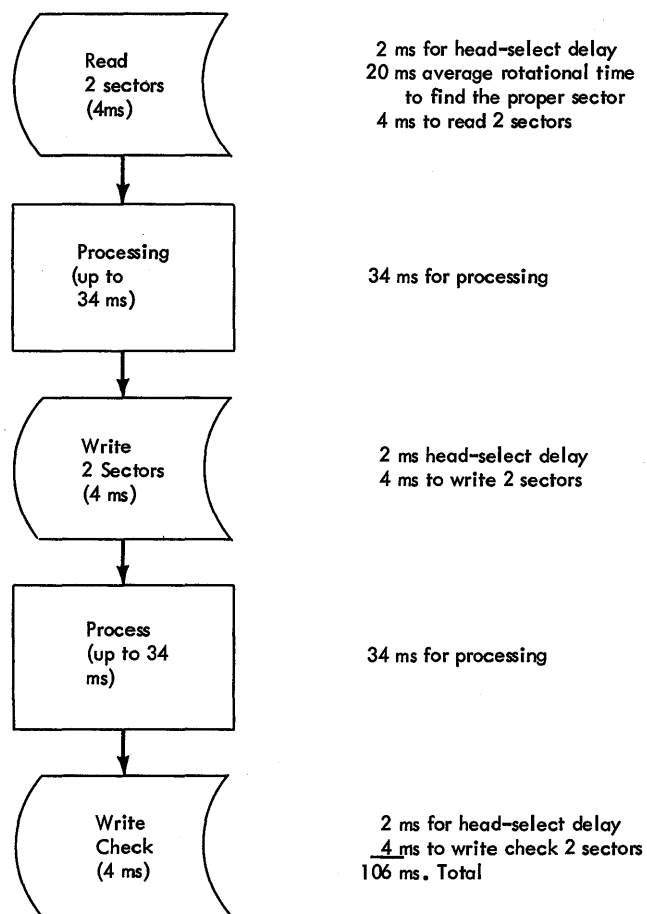 Read
2 sectors
(4ms)
2 ms for head-select delay
20 ms average rotational time
to find the proper sector
4 ms to read 2 sectors
Processing
(up to
34 ms)
34 ms for processing
Write
2 Sectors
(4 ms)
2 ms head-select delay
4 ms to write 2 sectors
Process
(up to 34
ms)
34 ms for processing
Write
Check
(4 ms)
2 ms for head-select delay
4 ms to write check 2 sectors
106 ms. Total